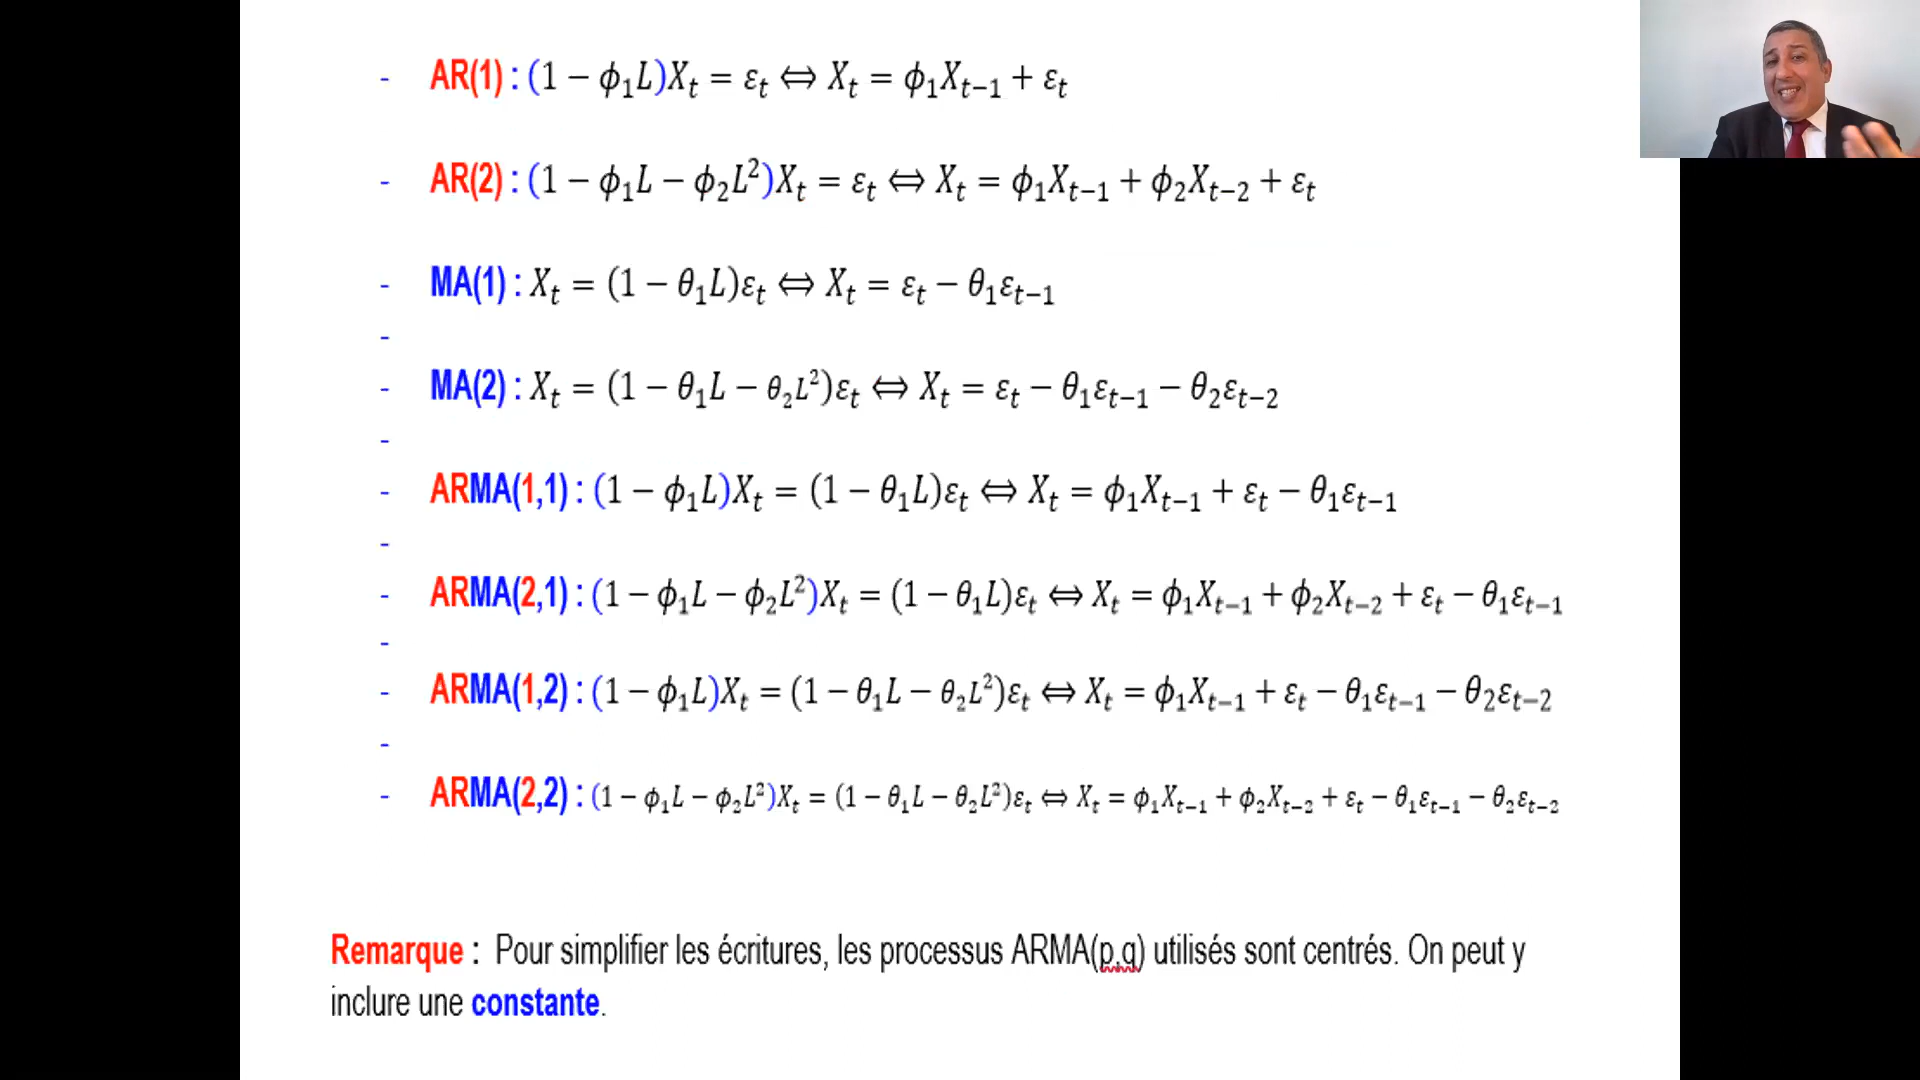 - AR(1) : (1 − ϕ₁L)Xₜ = εₜ ⇔ Xₜ = ϕ₁Xₜ₋₁ + εₜ
- AR(2) : (1 − ϕ₁L − ϕ₂L²)Xₜ = εₜ ⇔ Xₜ = ϕ₁Xₜ₋₁ + ϕ₂Xₜ₋₂ + εₜ
- MA(1) : Xₜ = (1 − θ₁L)εₜ ⇔ Xₜ = εₜ − θ₁εₜ₋₁
-
- MA(2) : Xₜ = (1 − θ₁L − θ₂L²)εₜ ⇔ Xₜ = εₜ − θ₁εₜ₋₁ − θ₂εₜ₋₂
-
- ARMA(1,1) : (1 − ϕ₁L)Xₜ = (1 − θ₁L)εₜ ⇔ Xₜ = ϕ₁Xₜ₋₁ + εₜ − θ₁εₜ₋₁
-
- ARMA(2,1) : (1 − ϕ₁L − ϕ₂L²)Xₜ = (1 − θ₁L)εₜ ⇔ Xₜ = ϕ₁Xₜ₋₁ + ϕ₂Xₜ₋₂ + εₜ − θ₁εₜ₋₁
-
- ARMA(1,2) : (1 − ϕ₁L)Xₜ = (1 − θ₁L − θ₂L²)εₜ ⇔ Xₜ = ϕ₁Xₜ₋₁ + εₜ − θ₁εₜ₋₁ − θ₂εₜ₋₂
-
- ARMA(2,2) : (1 − ϕ₁L − ϕ₂L²)Xₜ = (1 − θ₁L − θ₂L²)εₜ ⇔ Xₜ = ϕ₁Xₜ₋₁ + ϕ₂Xₜ₋₂ + εₜ − θ₁εₜ₋₁ − θ₂εₜ₋₂
Remarque : Pour simplifier les écritures, les processus ARMA(p,q) utilisés sont centrés. On peut y
inclure une constante.